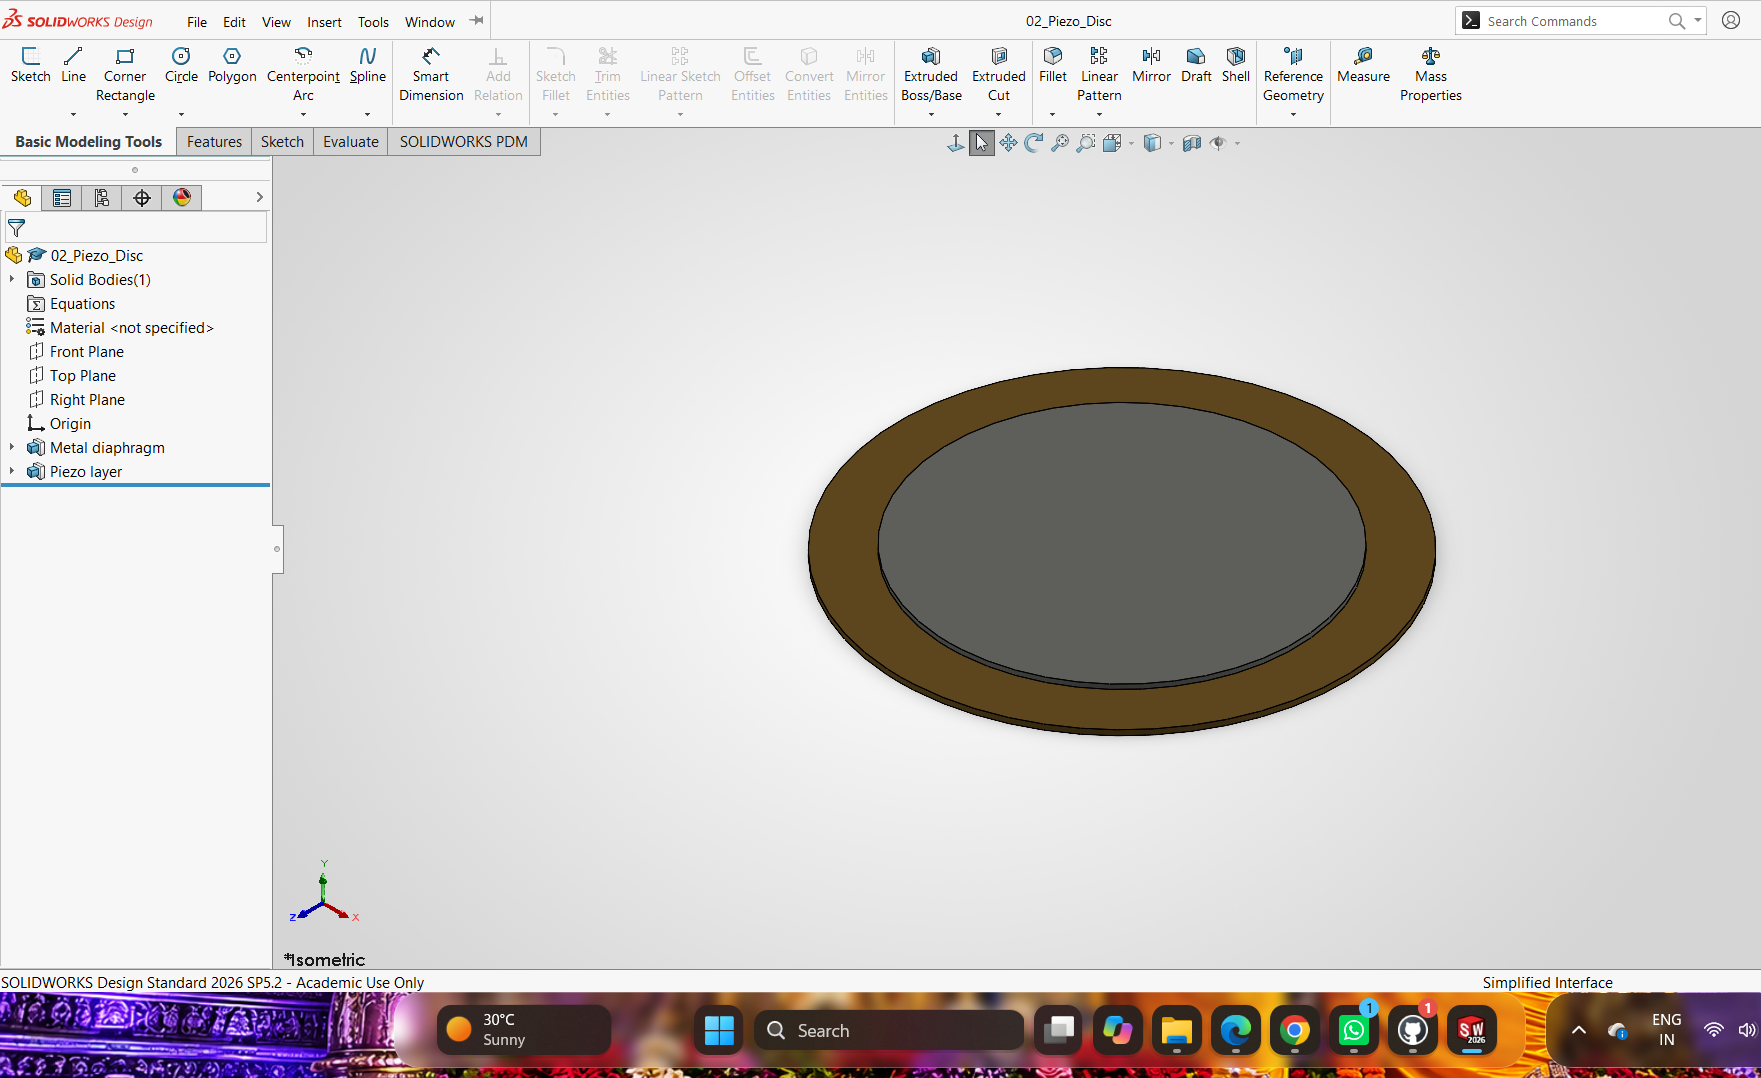 SOLIDWORKS Design
File Edit View Insert Tools Window
02_Piezo_Disc
Search Commands
Sketch
Line
Corner Rectangle
Circle
Polygon
Centerpoint Arc
Spline
Smart Dimension
Add Relation
Sketch Fillet
Trim Entities
Linear Sketch Pattern
Offset Entities
Convert Entities
Mirror Entities
Extruded Boss/Base
Extruded Cut
Fillet
Linear Pattern
Mirror
Draft
Shell
Reference Geometry
Measure
Mass Properties
Basic Modeling Tools Features Sketch Evaluate SOLIDWORKS PDM
02_Piezo_Disc
Solid Bodies(1)
Equations
Material <not specified>
Front Plane
Top Plane
Right Plane
Origin
Metal diaphragm
Piezo layer
Y
Z
X
*Isometric
SOLIDWORKS Design Standard 2026 SP5.2 - Academic Use Only
Simplified Interface
30°C
Sunny
Search
1
1
SW
2026
ENG
IN